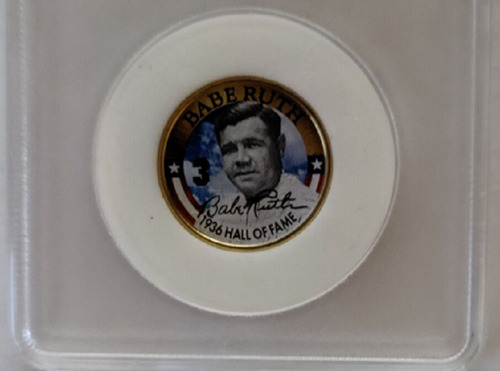 BABE RUTH
3
Babe Ruth
1936 HALL OF FAME